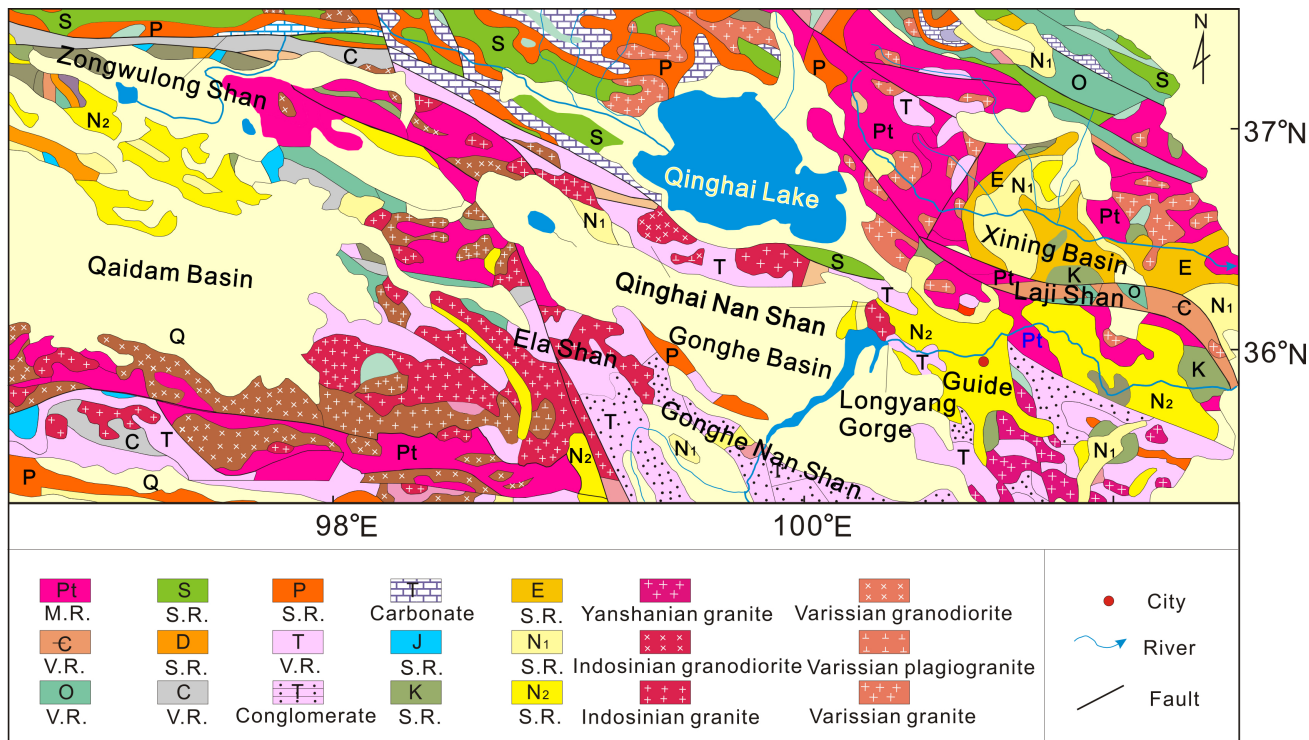 S
P
S
N
Zongwulong Shan
C
P
P
N1
O
S
N2
S
T
Pt
37°N
Qinghai Lake
E
N1
Pt
N1
Qaidam Basin
T
S
Xining Basin
E
Qinghai Nan Shan
T
Pt
K
Laji Shan
O
Є
N1
Q
Ela Shan
Gonghe Basin
N2
Pt
36°N
P
T
Guide
K
Longyang
Gorge
N2
Gonghe Nan Shan
T
C
T
Pt
N2
N1
T
T
N1
P
Q
98°E
100°E
Pt
S
P
T
E
M.R.
S.R.
S.R.
Carbonate
S.R.
Yanshanian granite
Varissian granodiorite
City
Є
D
T
J
N1
V.R.
S.R.
V.R.
S.R.
S.R.
Indosinian granodiorite
Varissian plagiogranite
River
O
C
T
K
N2
V.R.
V.R.
Conglomerate
S.R.
S.R.
Indosinian granite
Varissian granite
Fault